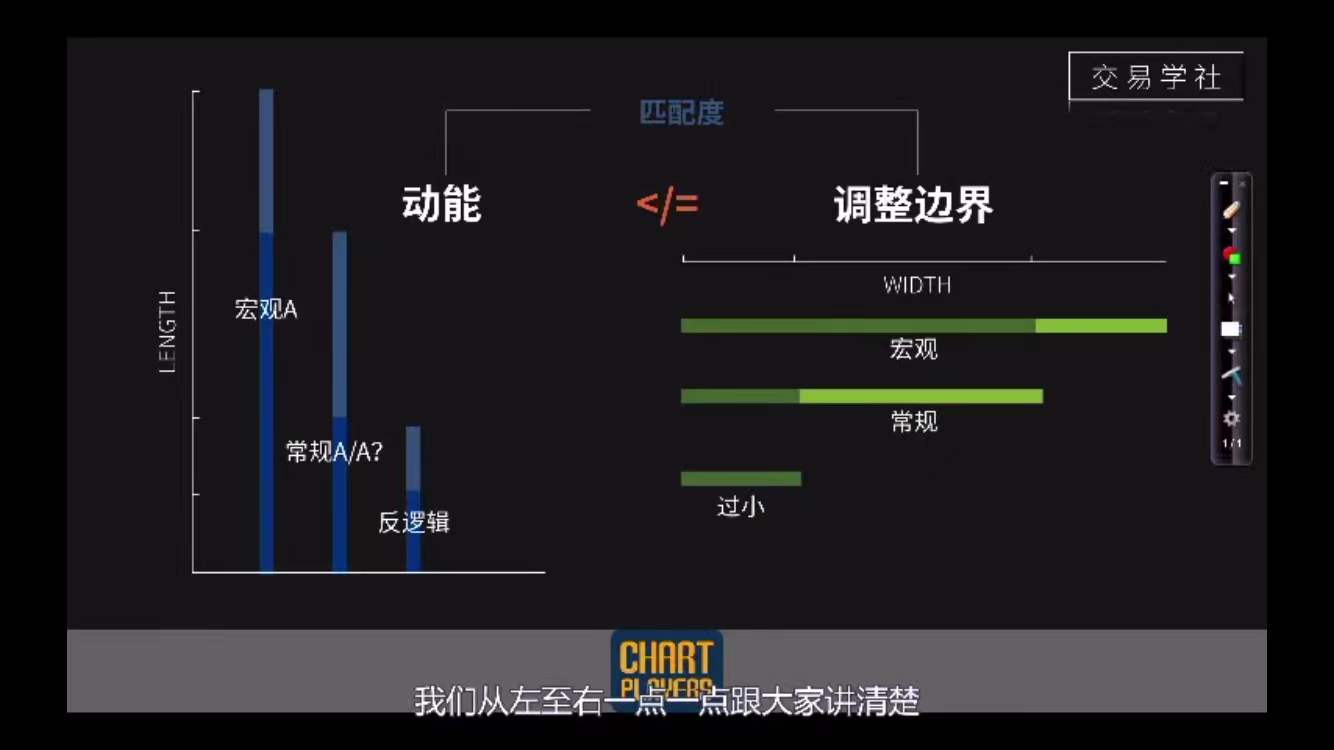 交易学社
匹配度
动能
</=
调整边界
LENGTH
WIDTH
宏观A
宏观
常规A/A?
常规
反逻辑
过小
1/1
CHART
PLAYERS
我们从左至右一点一点跟大家讲清楚